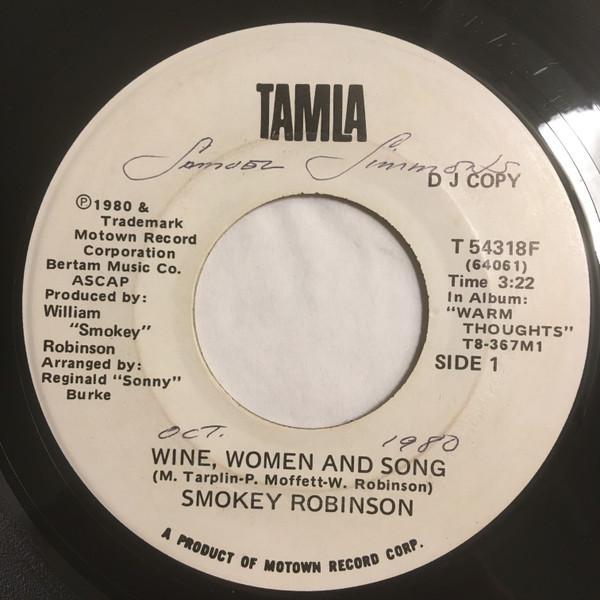 TAMLA
Samuel Simmonds
D J COPY
℗1980 &
Trademark
Motown Record
Corporation
Bertam Music Co.
ASCAP
Produced by:
William
"Smokey"
Robinson
Arranged by:
Reginald "Sonny"
Burke
T 54318F
(64061)
Time 3:22
In Album:
"WARM
THOUGHTS"
T8-367M1
SIDE 1
OCT. 1980
WINE, WOMEN AND SONG
(M. Tarplin-P. Moffett-W. Robinson)
SMOKEY ROBINSON
A PRODUCT OF MOTOWN RECORD CORP.